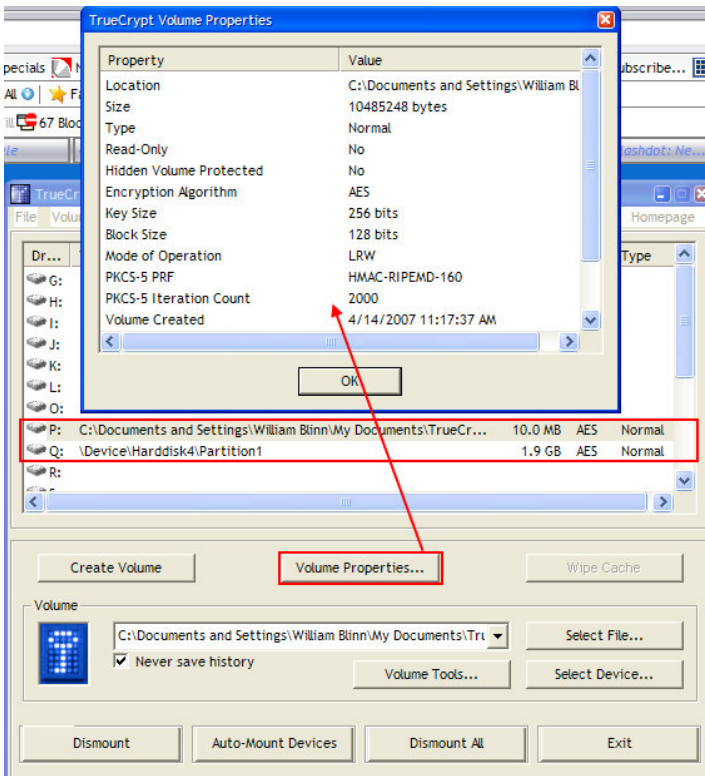 TrueCrypt Volume Properties
Property Value
Location C:\Documents and Settings\William Bl
Size 10485248 bytes
Type Normal
Read-Only No
Hidden Volume Protected No
Encryption Algorithm AES
Key Size 256 bits
Block Size 128 bits
Mode of Operation LRW
PKCS-5 PRF HMAC-RIPEMD-160
PKCS-5 Iteration Count 2000
Volume Created 4/14/2007 11:17:37 AM
OK
pecials
ubscribe...
All
67 Bloc
lashdot: Ne...
TrueCr
File Volu Homepage
Dr... Type
G:
H:
I:
J:
K:
L:
O:
P: C:\Documents and Settings\William Blinn\My Documents\TrueCr... 10.0 MB AES Normal
Q: \Device\Harddisk4\Partition1 1.9 GB AES Normal
R:
Create Volume Volume Properties... Wipe Cache
Volume
C:\Documents and Settings\William Blinn\My Documents\Tru Select File...
Never save history Volume Tools... Select Device...
Dismount Auto-Mount Devices Dismount All Exit